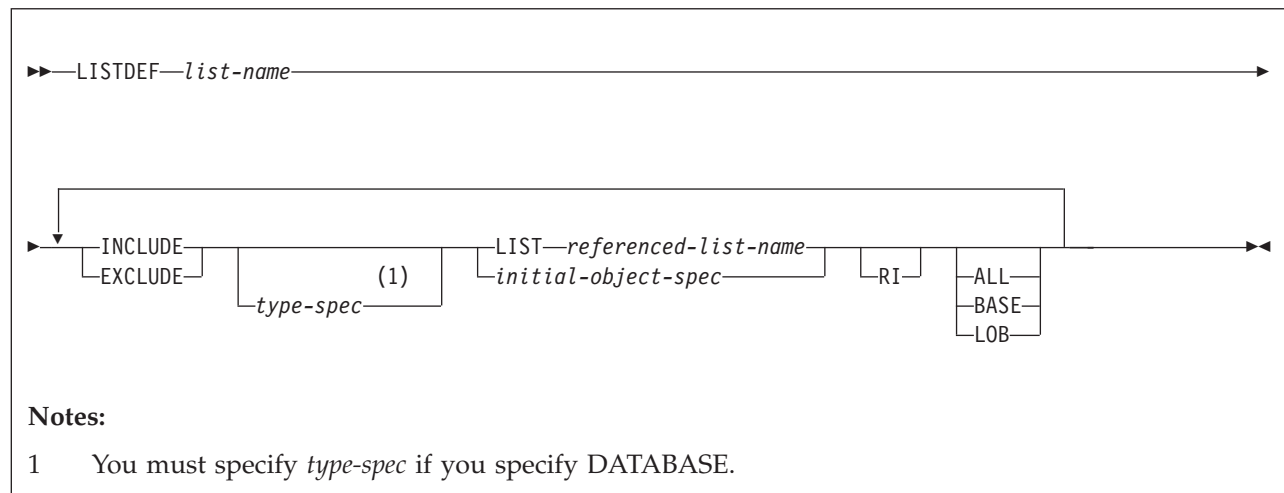 LISTDEF list-name
INCLUDE LIST referenced-list-name
EXCLUDE (1) initial-object-spec RI ALL
type-spec BASE
LOB
Notes:
1 You must specify type-spec if you specify DATABASE.